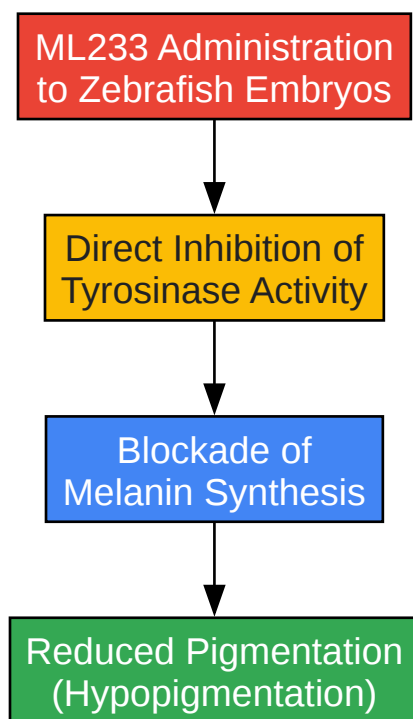 ML233 Administration
to Zebrafish Embryos
Direct Inhibition of
Tyrosinase Activity
Blockade of
Melanin Synthesis
Reduced Pigmentation
(Hypopigmentation)